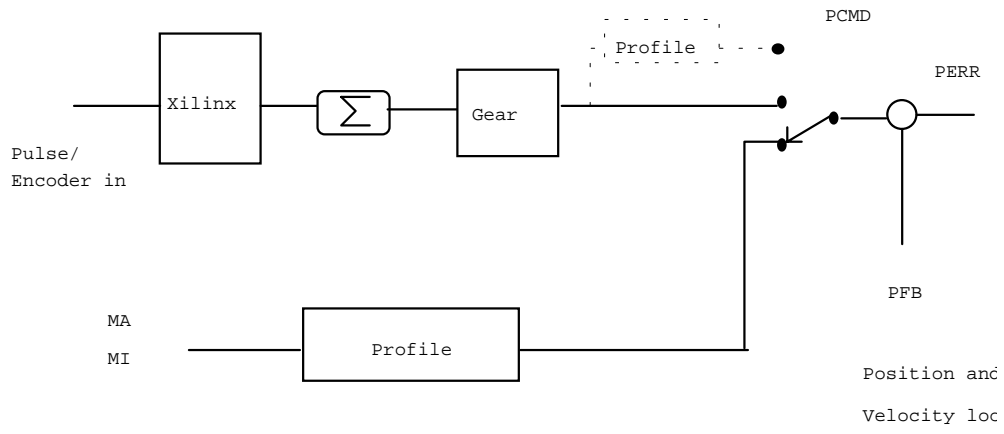 PCMD
Profile
PERR
Xilinx
Σ
Gear
Pulse/
Encoder in
PFB
MA
MI
Profile
Position and
Velocity loo